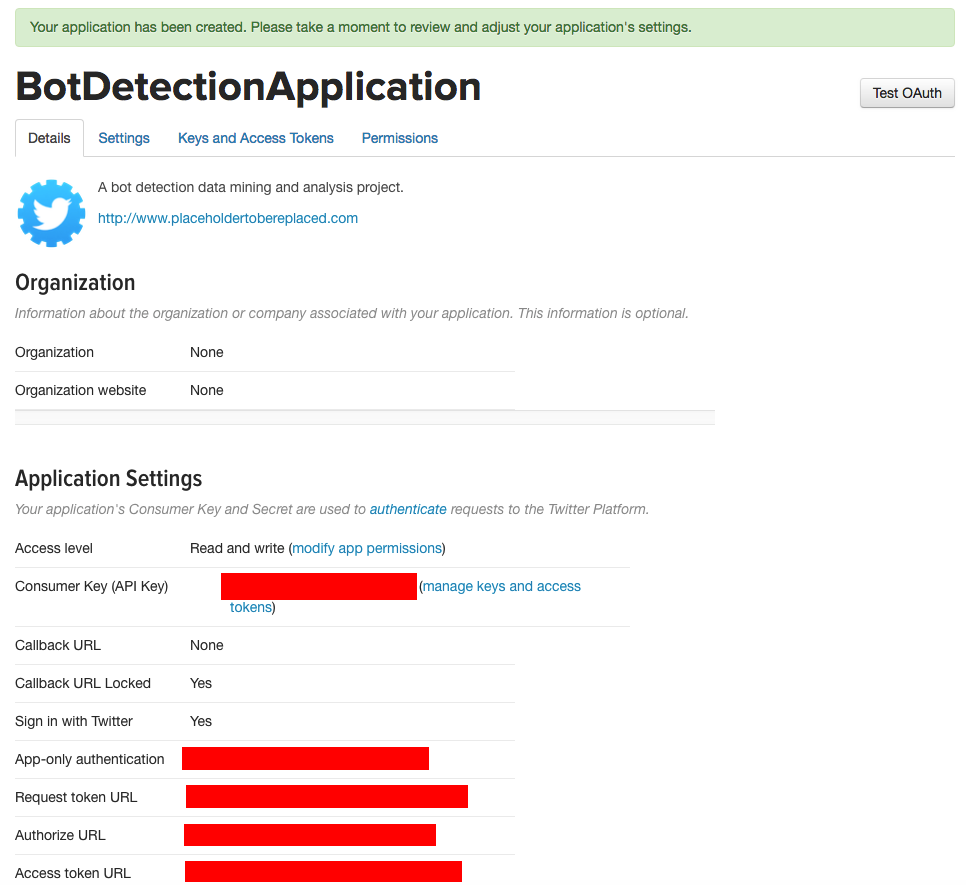 Your application has been created. Please take a moment to review and adjust your application's settings.
BotDetectionApplication
Test OAuth
Details Settings Keys and Access Tokens Permissions
A bot detection data mining and analysis project.
http://www.placeholdertobereplaced.com
Organization
Information about the organization or company associated with your application. This information is optional.
Organization None
Organization website None
Application Settings
Your application's Consumer Key and Secret are used to authenticate requests to the Twitter Platform.
Access level Read and write (modify app permissions)
Consumer Key (API Key) (manage keys and access
tokens)
Callback URL None
Callback URL Locked Yes
Sign in with Twitter Yes
App-only authentication
Request token URL
Authorize URL
Access token URL